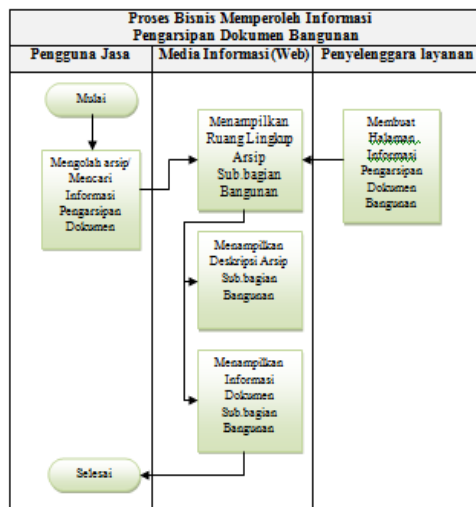 Proses Bisnis Memperoleh Informasi
Pengarsipan Dokumen Bangunan
Pengguna Jasa
Media Informasi (Web)
Penyelenggara layanan
Mulai
Mengolah arsip/
Mencari
Informasi
Pengarsipan
Dokumen
Menampilkan
Ruang Lingkup
Arsip
Sub.bagian
Bangunan
Membuat
Halaman
Informasi
Pengarsipan
Dokumen
Bangunan
Menampilkan
Deskripsi Arsip
Sub.bagian
Bangunan
Menampilkan
Informasi
Dokumen
Sub.bagian
Bangunan
Selesai